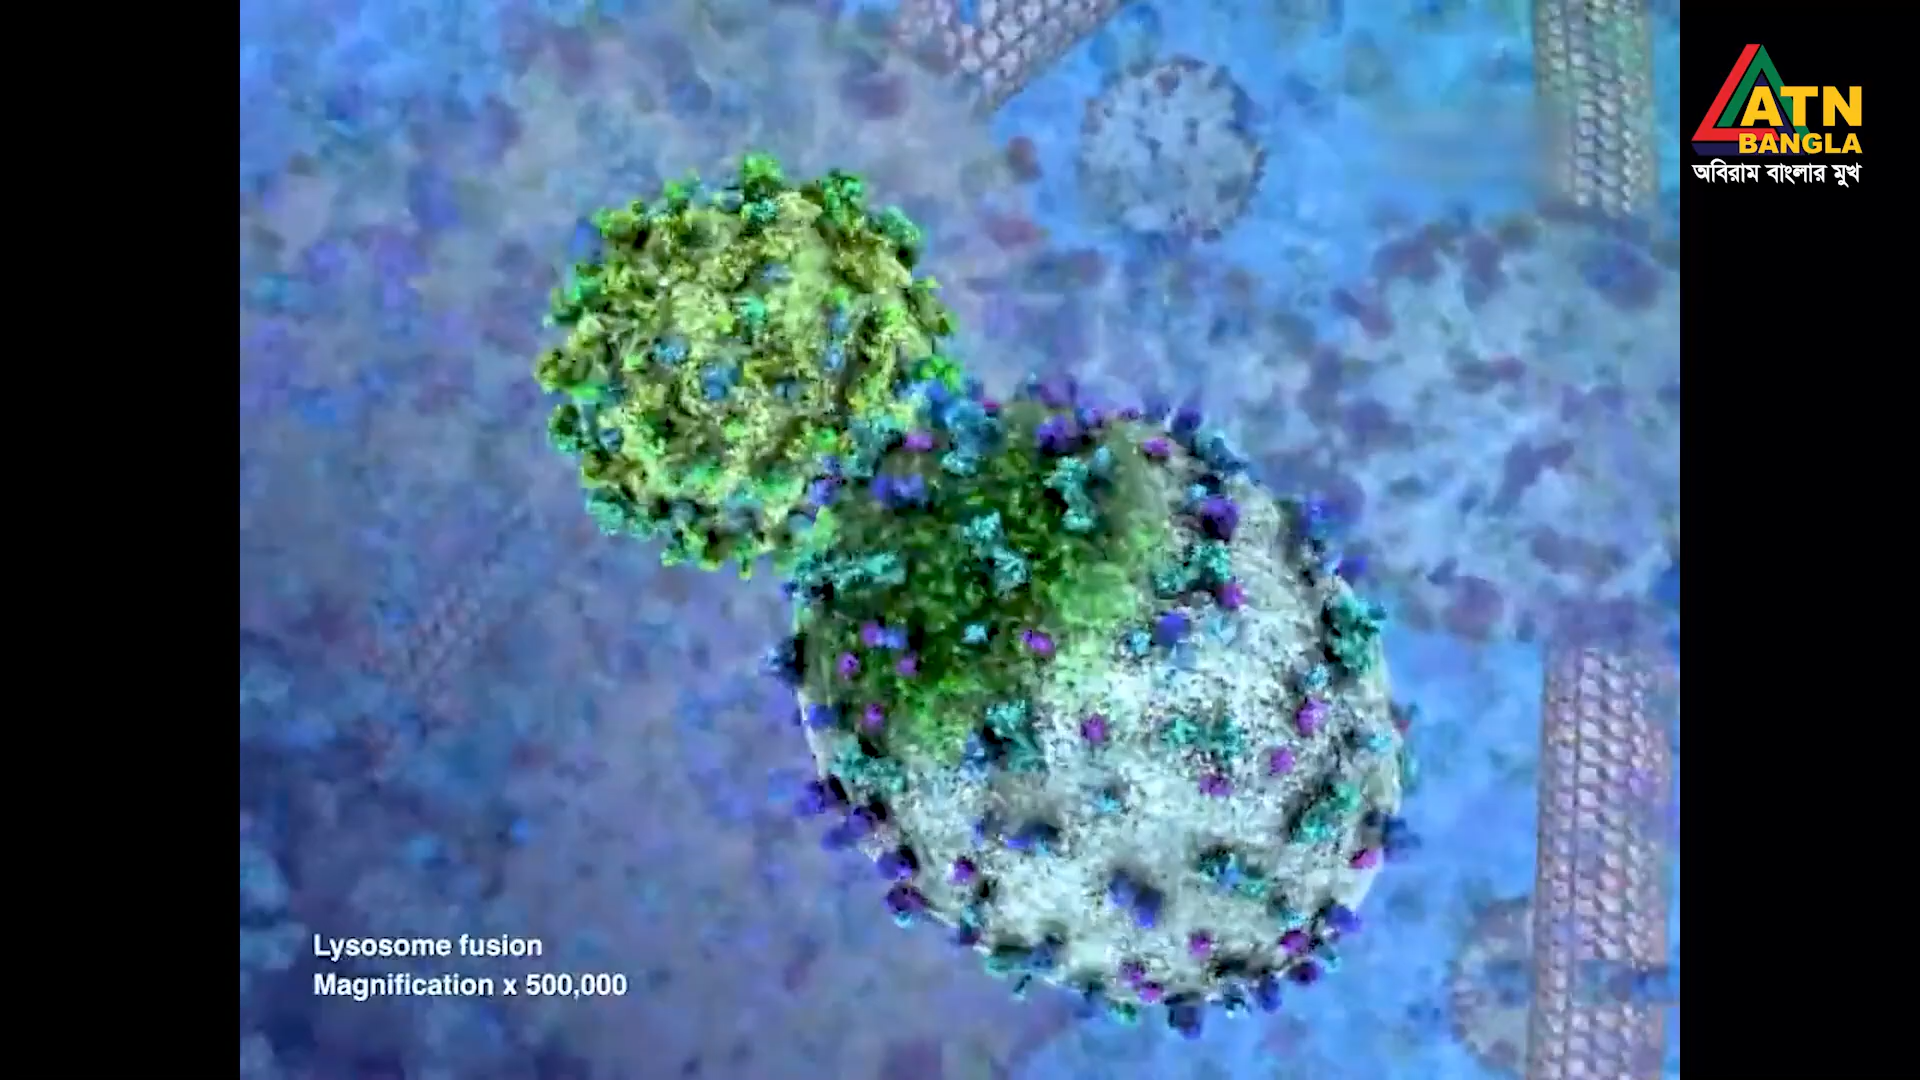 ATN
BANGLA
অবিরাম বাংলার মুখ
Lysosome fusion
Magnification x 500,000